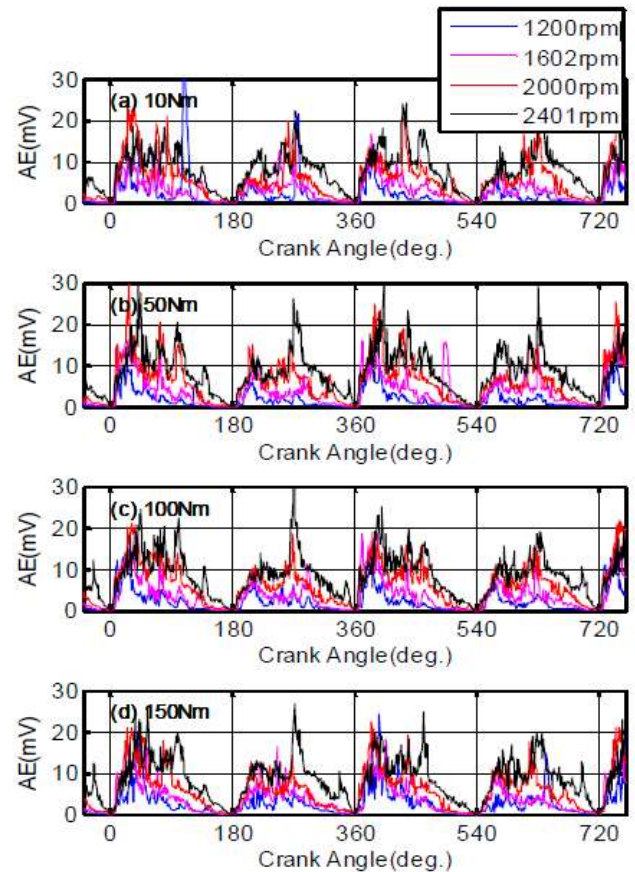 1200rpm
1602rpm
2000rpm
2401rpm
(a) 10Nm
AE(mV)
30
20
10
0
0 180 360 540 720
Crank Angle(deg.)
(b) 50Nm
AE(mV)
30
20
10
0
0 180 360 540 720
Crank Angle(deg.)
(c) 100Nm
AE(mV)
30
20
10
0
0 180 360 540 720
Crank Angle(deg.)
(d) 150Nm
AE(mV)
30
20
10
0
0 180 360 540 720
Crank Angle(deg.)